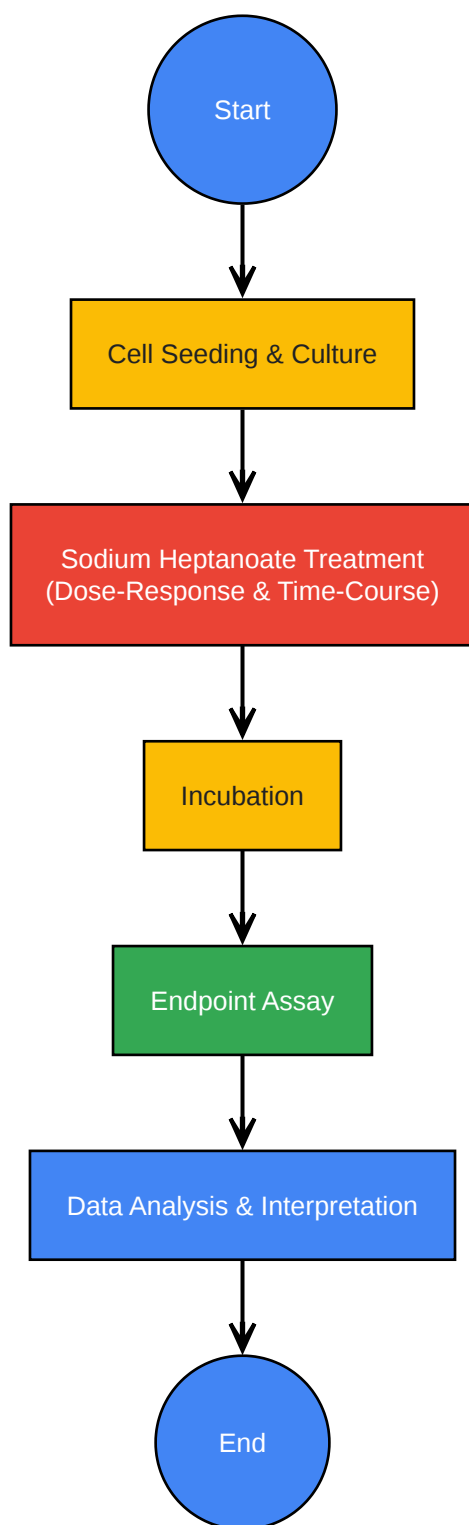 Start
Cell Seeding & Culture
Sodium Heptanoate Treatment
(Dose-Response & Time-Course)
Incubation
Endpoint Assay
Data Analysis & Interpretation
End